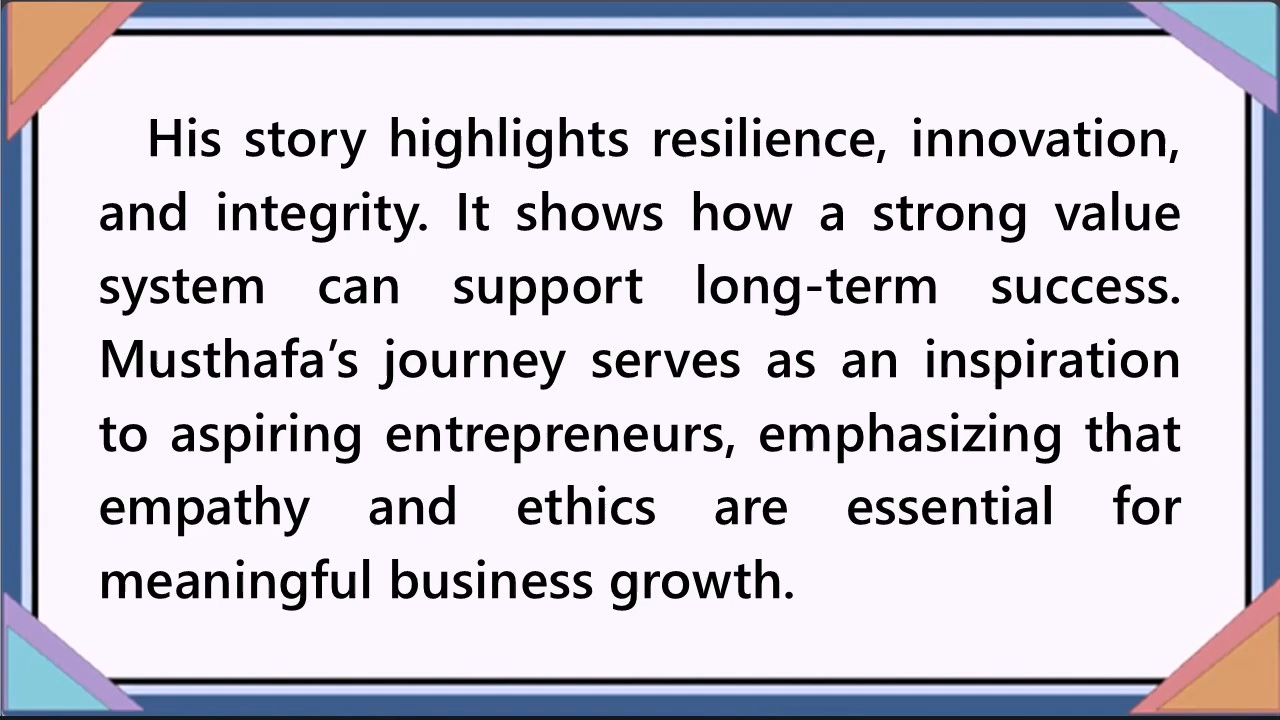 His story highlights resilience, innovation,
and integrity. It shows how a strong value
system can support long-term success.
Musthafa’s journey serves as an inspiration
to aspiring entrepreneurs, emphasizing that
empathy and ethics are essential for
meaningful business growth.